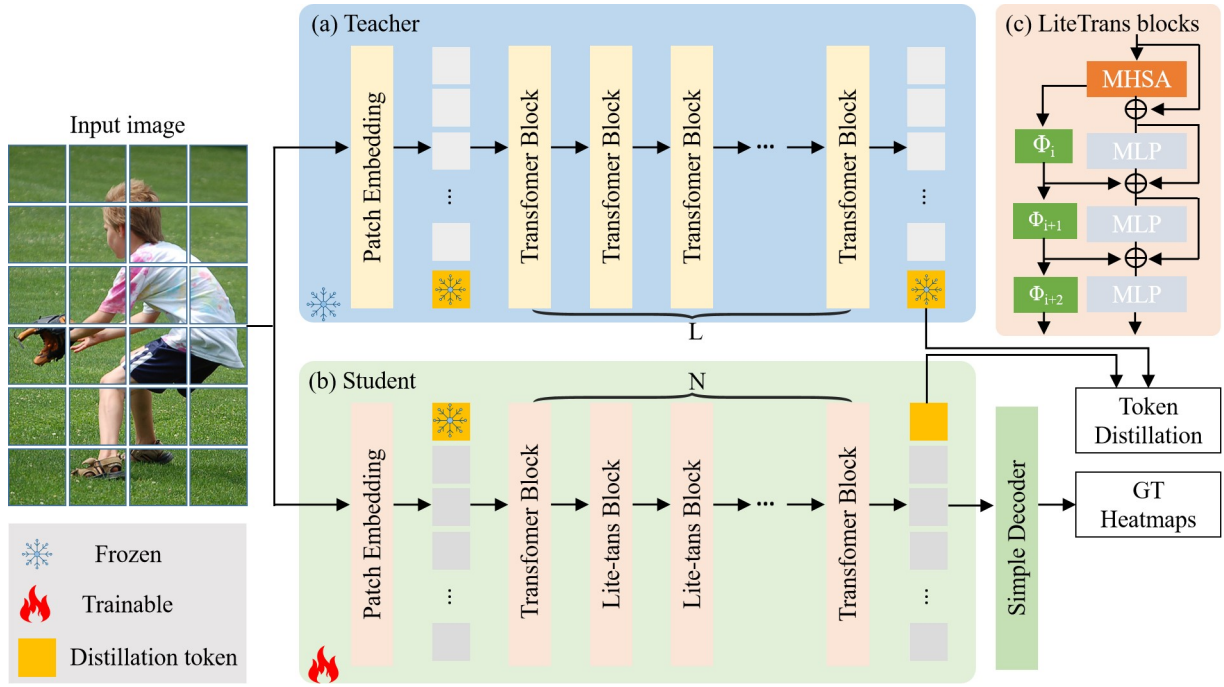 (a) Teacher
(c) LiteTrans blocks
Input image
Patch Embedding
Transfomer Block
Transfomer Block
Transfomer Block
...
Transfomer Block
...
...
L
MHSA
Φi
MLP
Φi+1
MLP
Φi+2
MLP
(b) Student
N
Patch Embedding
Transfomer Block
Lite-tans Block
Lite-tans Block
...
Transfomer Block
...
...
Simple Decoder
Token
Distillation
GT
Heatmaps
Frozen
Trainable
Distillation token